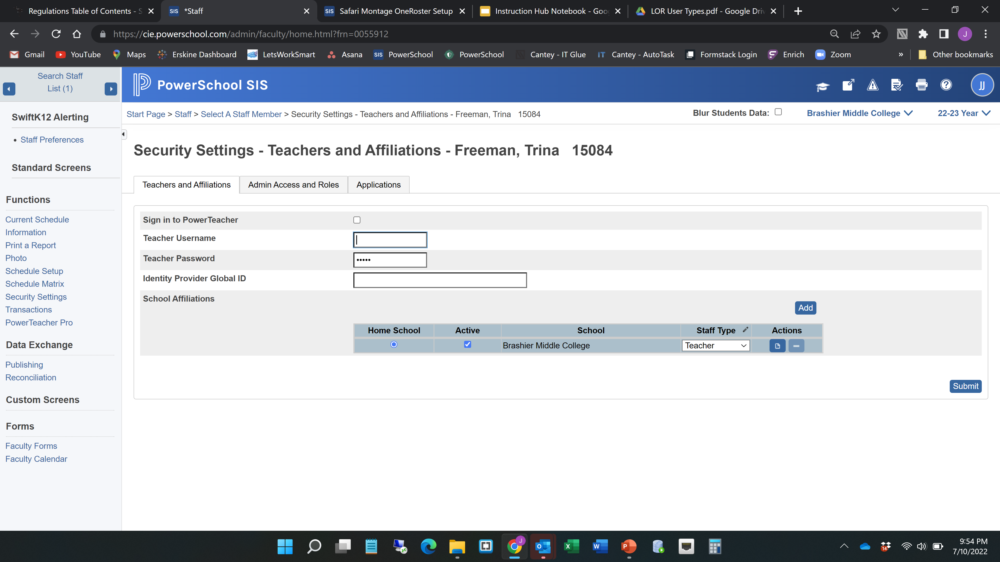 Regulations Table of Contents - S
SIS *Staff
SIS Safari Montage OneRoster Setup
Instruction Hub Notebook - Goo
LOR User Types.pdf - Google Driv
https://cie.powerschool.com/admin/faculty/home.html?frn=0055912
J
Gmail
YouTube
Maps
Erskine Dashboard
LetsWorkSmart
Asana
SIS PowerSchool
PowerSchool
Cantey - IT Glue
IT Cantey - AutoTask
Formstack Login
Enrich
Zoom
»
Other bookmarks
Search Staff
List (1)
PowerSchool SIS
JJ
SwiftK12 Alerting
• Staff Preferences
Standard Screens
Functions
Current Schedule
Information
Print a Report
Photo
Schedule Setup
Schedule Matrix
Security Settings
Transactions
PowerTeacher Pro
Data Exchange
Publishing
Reconciliation
Custom Screens
Forms
Faculty Forms
Faculty Calendar
Start Page > Staff > Select A Staff Member > Security Settings - Teachers and Affiliations - Freeman, Trina 15084
Blur Students Data:
Brashier Middle College
22-23 Year
Security Settings - Teachers and Affiliations - Freeman, Trina 15084
Teachers and Affiliations
Admin Access and Roles
Applications
Sign in to PowerTeacher
Teacher Username
Teacher Password
•••••
Identity Provider Global ID
School Affiliations
Add
Home School Active School Staff Type Actions
Brashier Middle College Teacher
Submit
J
O
X
W
P
14
9:54 PM
7/10/2022